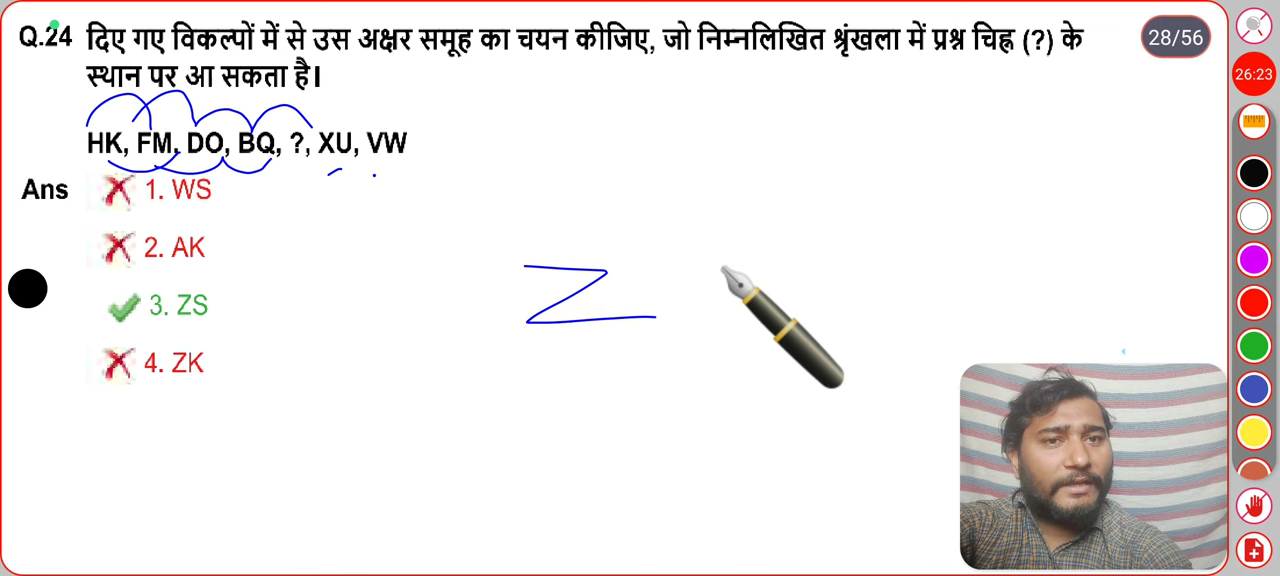 Q.24 दिए गए विकल्पों में से उस अक्षर समूह का चयन कीजिए, जो निम्नलिखित श्रृंखला में प्रश्न चिह्न (?) के
स्थान पर आ सकता है।
HK, FM, DO, BQ, ?, XU, VW
Ans 1. WS
2. AK
3. ZS
4. ZK
Z
28/56
26:23